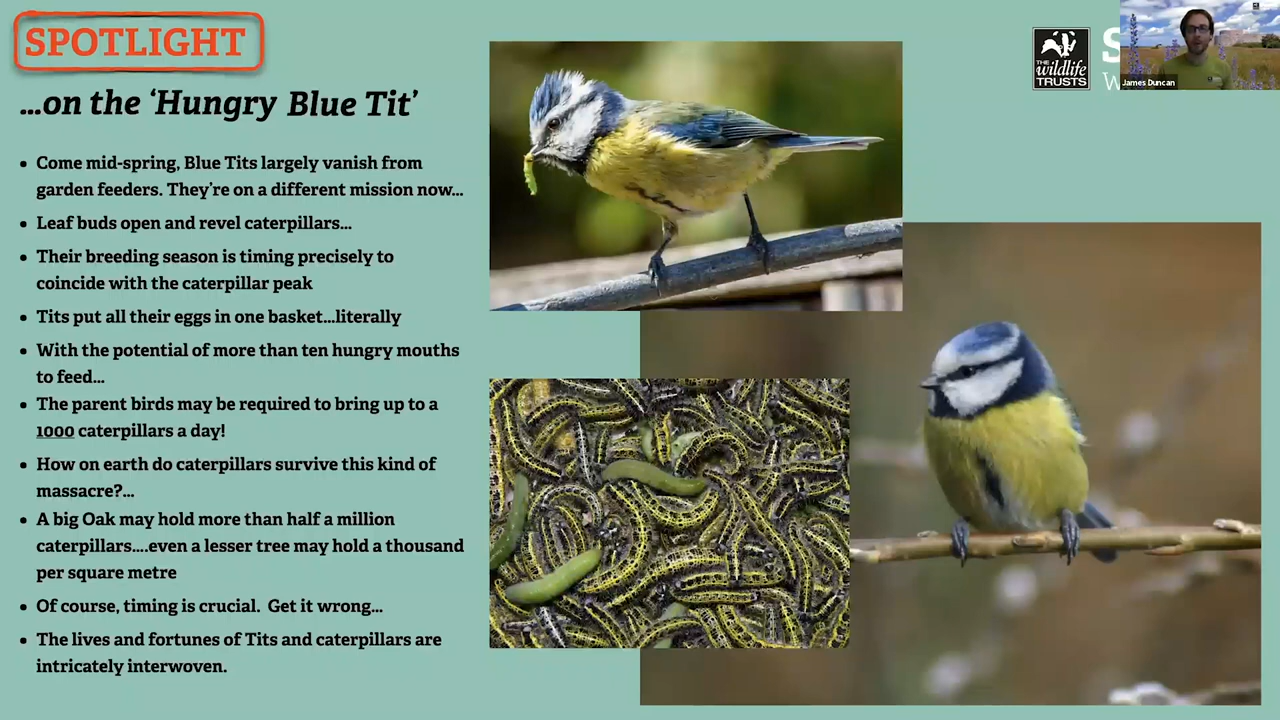 SPOTLIGHT
...on the ‘Hungry Blue Tit’
• Come mid-spring, Blue Tits largely vanish from
garden feeders. They're on a different mission now...
• Leaf buds open and revel caterpillars...
• Their breeding season is timing precisely to
coincide with the caterpillar peak
• Tits put all their eggs in one basket...literally
• With the potential of more than ten hungry mouths
to feed...
• The parent birds may be required to bring up to a
1000 caterpillars a day!
• How on earth do caterpillars survive this kind of
massacre?...
• A big Oak may hold more than half a million
caterpillars....even a lesser tree may hold a thousand
per square metre
• Of course, timing is crucial.  Get it wrong...
• The lives and fortunes of Tits and caterpillars are
intricately interwoven.
THE
wildlife
TRUSTS
S
W
James Duncan